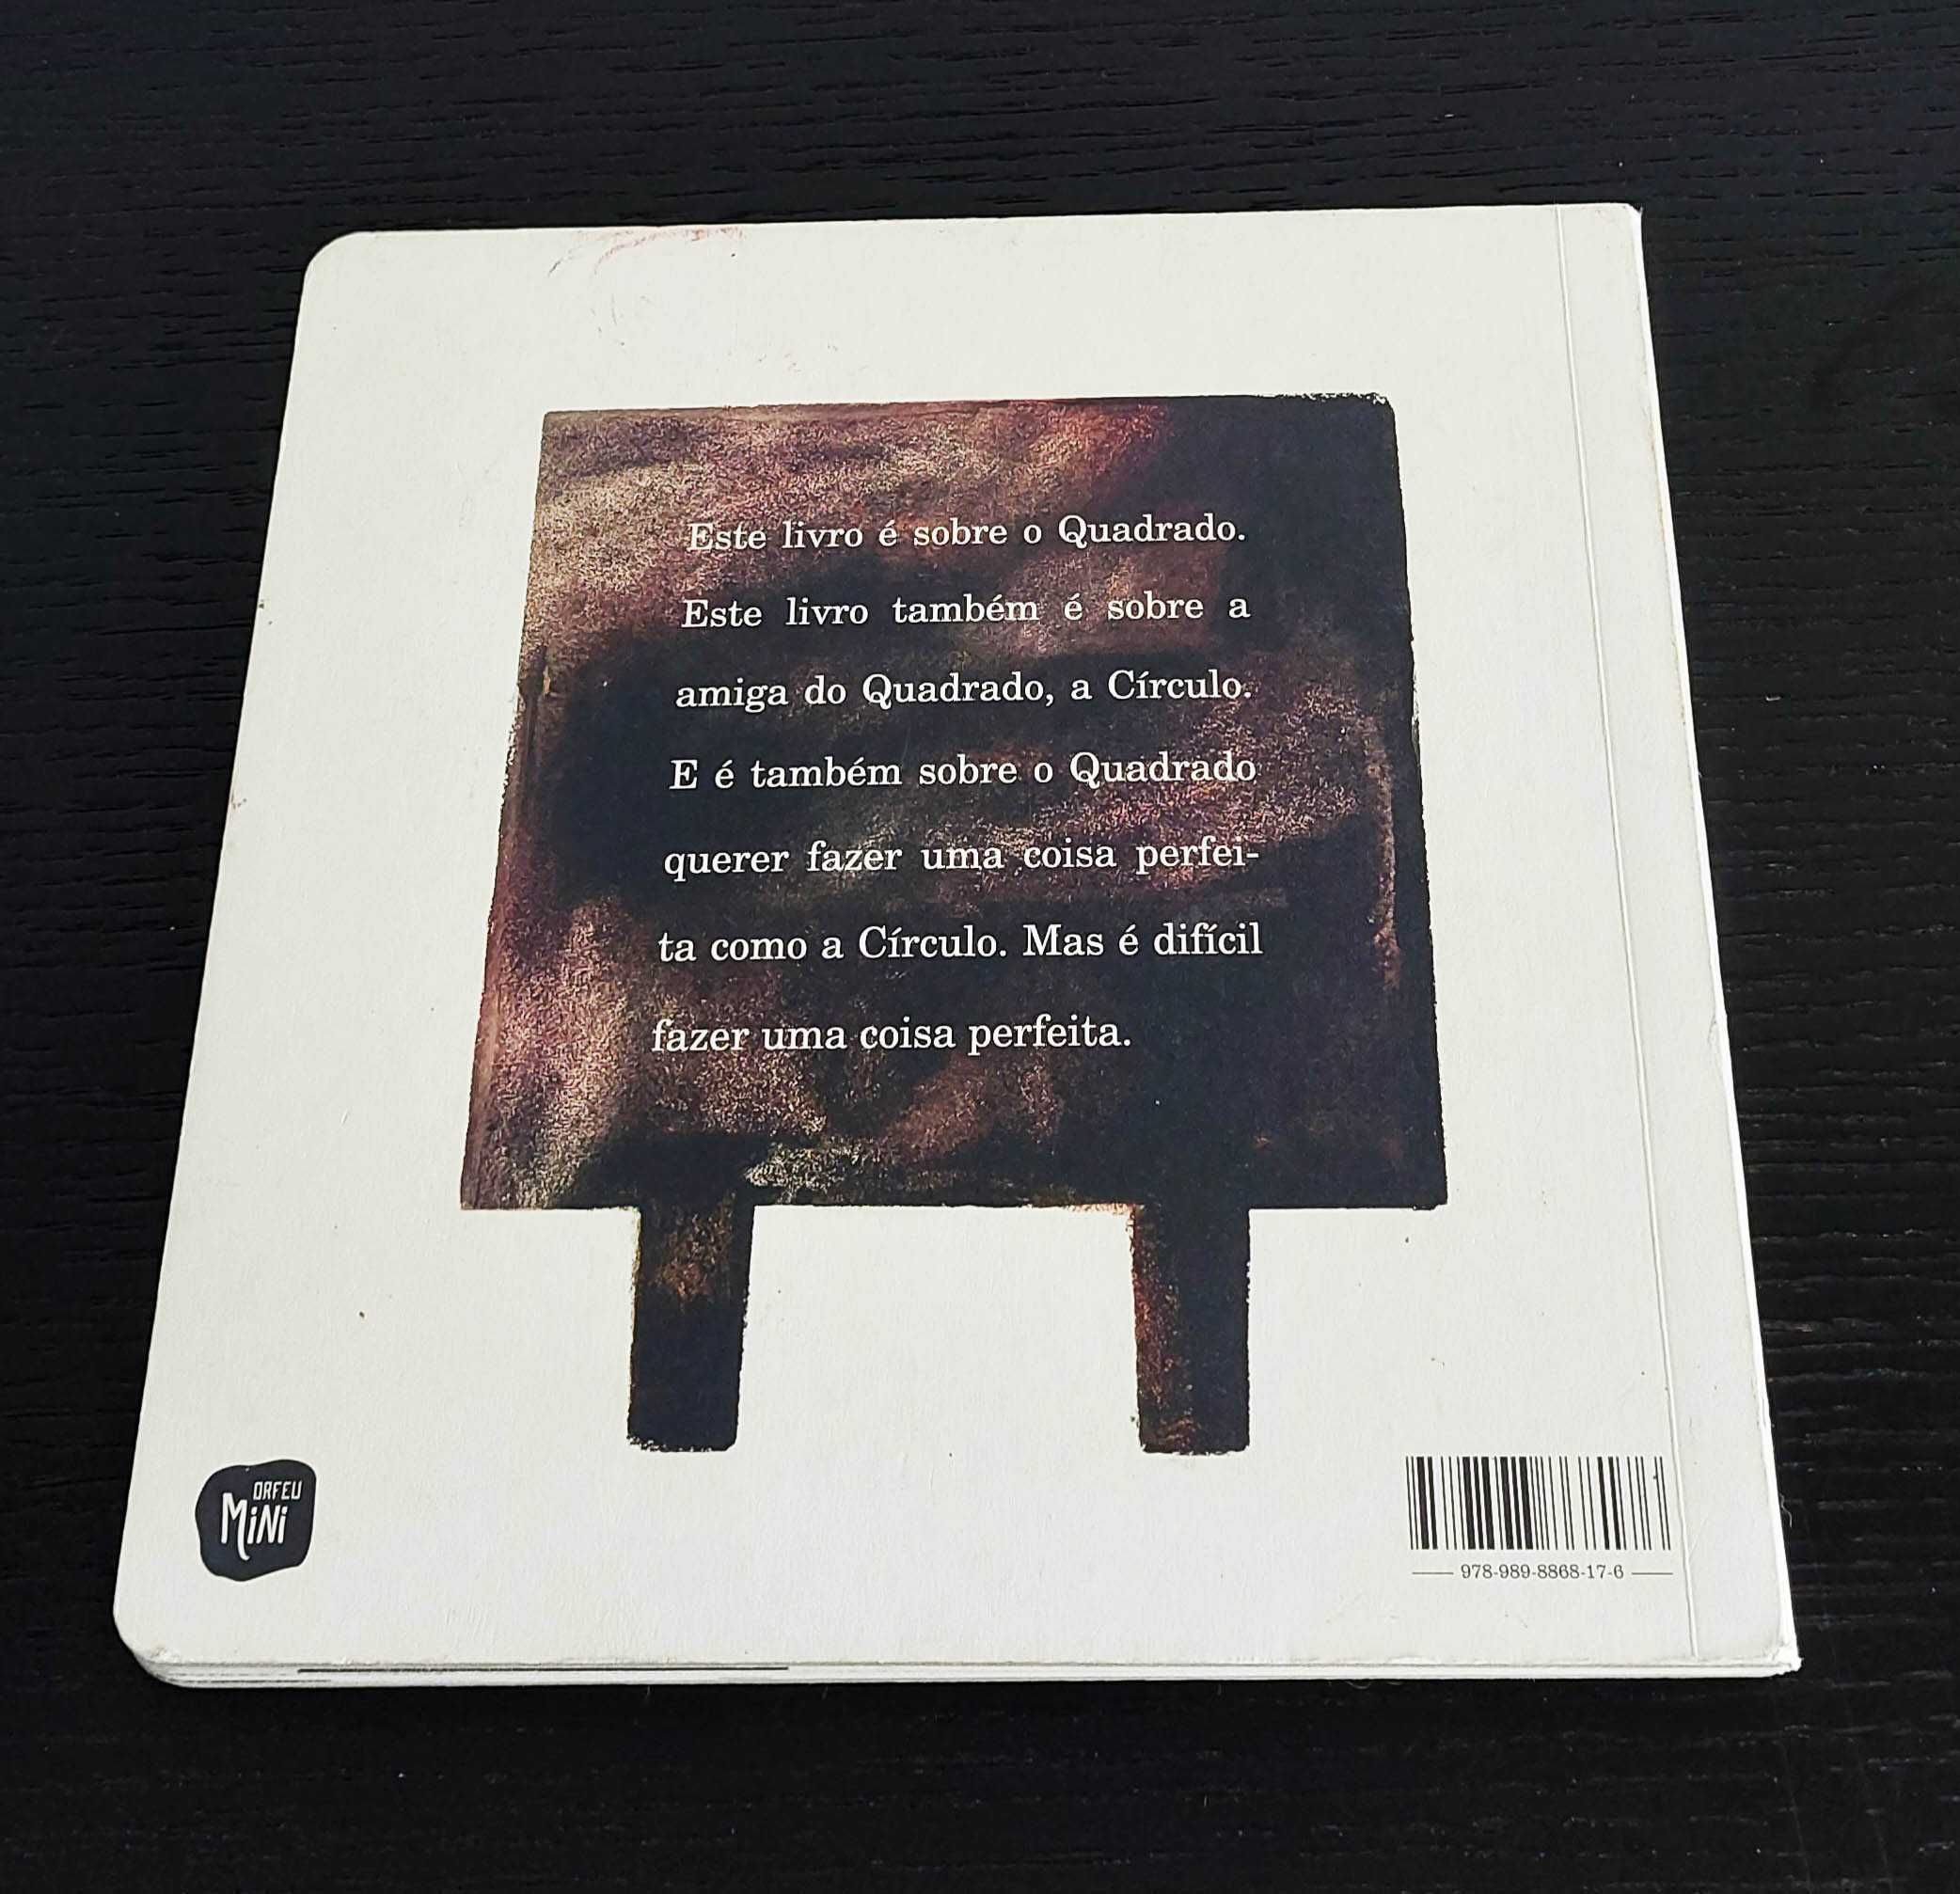 Este livro é sobre o Quadrado.
Este livro também é sobre a
amiga do Quadrado, a Círculo.
E é também sobre o Quadrado
querer fazer uma coisa perfei-
ta como a Círculo. Mas é difícil
fazer uma coisa perfeita.
ORFEU
MiNi
978-989-8868-17-6